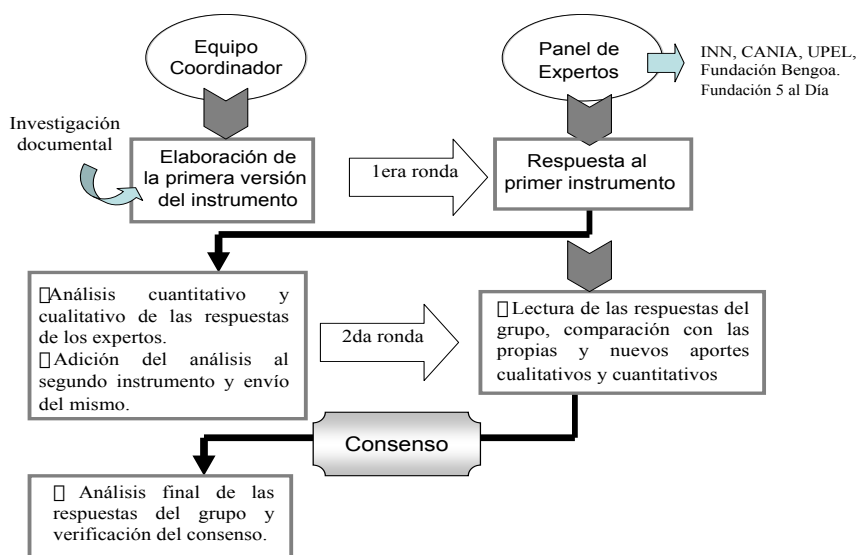 Equipo
Coordinador
Panel de
Expertos
INN, CANIA, UPEL,
Fundación Bengoa.
Fundación 5 al Día
Investigación
documental
Elaboración de
la primera versión
del instrumento
1era ronda
Respuesta al
primer instrumento
Análisis cuantitativo y
cualitativo de las respuestas
de los expertos.
Adición del análisis al
segundo instrumento y envío
del mismo.
2da ronda
Lectura de las respuestas del
grupo, comparación con las
propias y nuevos aportes
cualitativos y cuantitativos
Consenso
Análisis final de las
respuestas del grupo y
verificación del consenso.